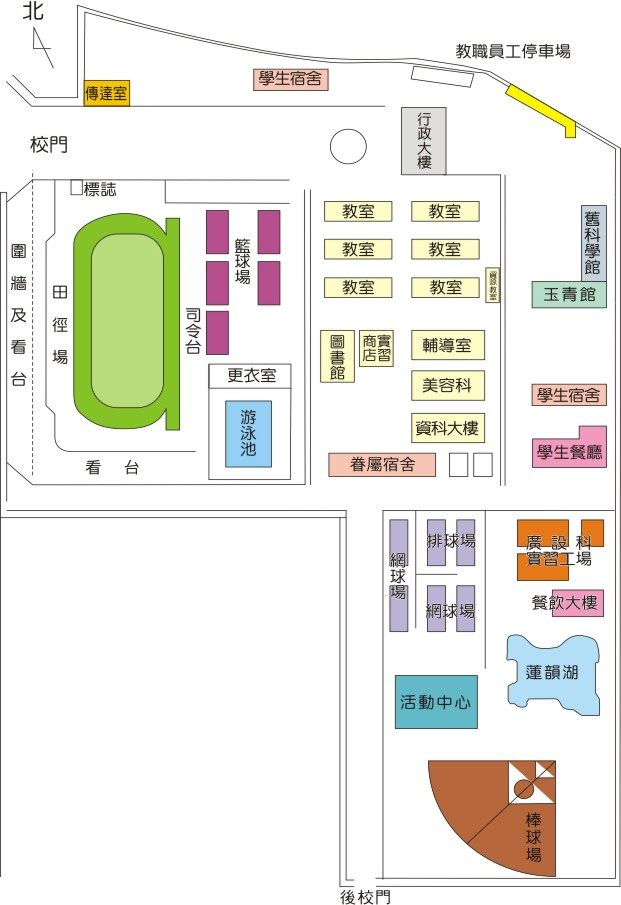 北
教職員工停車場
學生宿舍
傳達室
行政大樓
校門
標誌
教室
教室
舊科學館
籃球場
圍牆及看台
教室
教室
田徑場
教室
教室
玉青館
司令台
圖書館
實習商店
輔導室
更衣室
美容科
學生宿舍
游泳池
資科大樓
學生餐廳
看台
眷屬宿舍
網球場
排球場
廣設科
實習工場
網球場
餐飲大樓
蓮韻湖
活動中心
棒球場
後校門